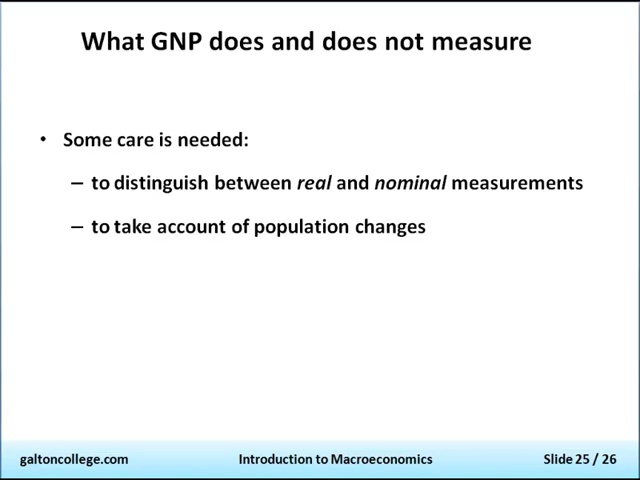 What GNP does and does not measure
• Some care is needed:
– to distinguish between real and nominal measurements
– to take account of population changes
galtoncollege.com Introduction to Macroeconomics Slide 25 / 26